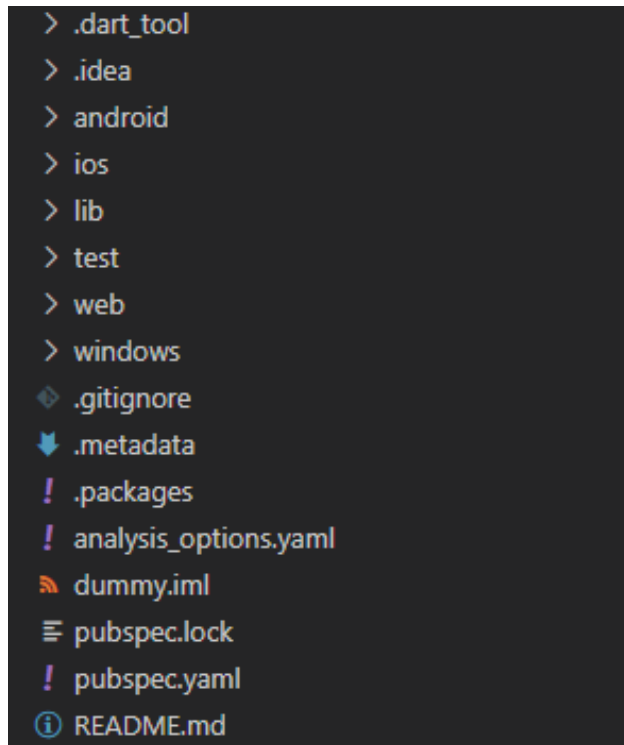 .dart_tool
.idea
android
ios
lib
test
web
windows
.gitignore
.metadata
.packages
analysis_options.yaml
dummy.iml
pubspec.lock
pubspec.yaml
README.md